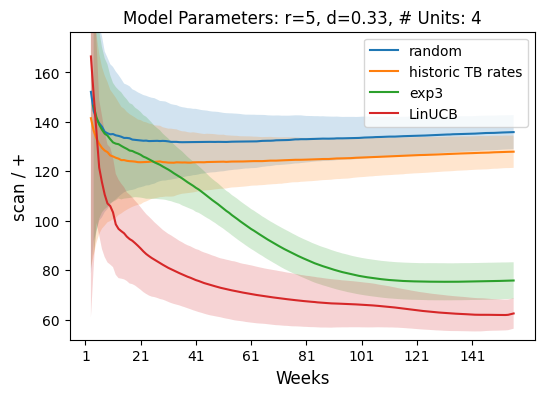 Model Parameters: r=5, d=0.33, # Units: 4
random
historic TB rates
exp3
LinUCB
scan / +
160
140
120
100
80
60
1 21 41 61 81 101 121 141
Weeks